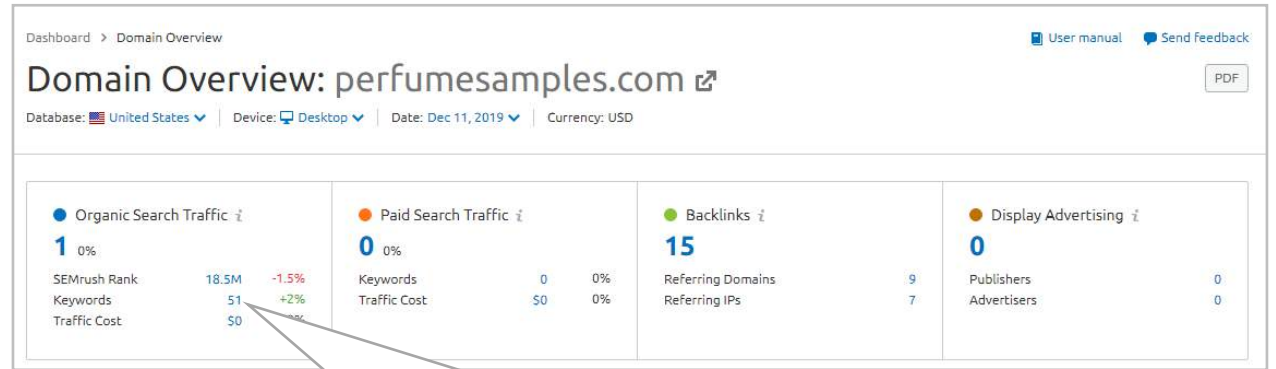 Dashboard > Domain Overview
User manual
Send feedback
Domain Overview: perfumesamples.com
PDF
Database: United States Device: Desktop Date: Dec 11, 2019 Currency: USD
Organic Search Traffic i
1 0%
SEMrush Rank 18.5M -1.5%
Keywords 51 +2%
Traffic Cost $0
Paid Search Traffic i
0 0%
Keywords 0 0%
Traffic Cost $0 0%
Backlinks i
15
Referring Domains 9
Referring IPs 7
Display Advertising i
0
Publishers 0
Advertisers 0